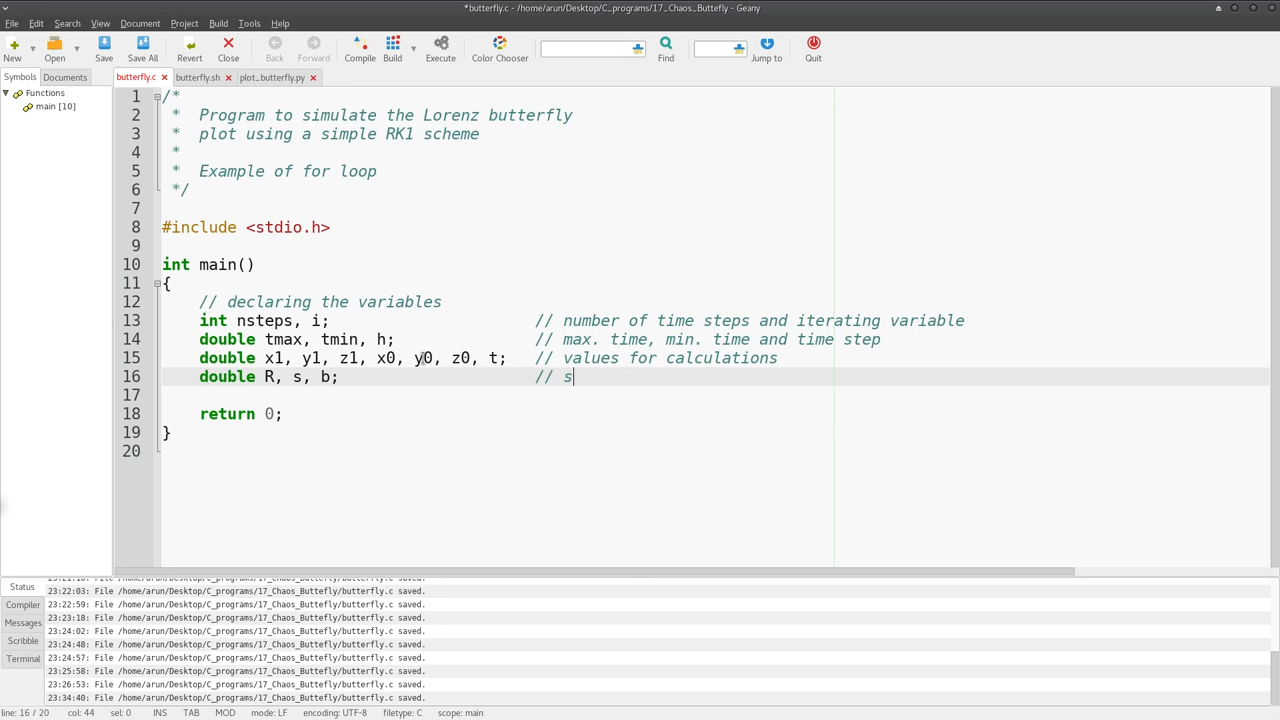 *butterfly.c - /home/arun/Desktop/C_programs/17_Chaos_Buttefly - Geany
File Edit Search View Document Project Build Tools Help
New Open Save Save All Revert Close Back Forward Compile Build Execute Color Chooser Find Jump to Quit
Symbols Documents butterfly.c butterfly.sh plot_butterfly.py
Functions
main [10]
1 /*
2 * Program to simulate the Lorenz butterfly
3 * plot using a simple RK1 scheme
4 *
5 * Example of for loop
6 */
7
8 #include <stdio.h>
9
10 int main()
11 {
12 // declaring the variables
13 int nsteps, i; // number of time steps and iterating variable
14 double tmax, tmin, h; // max. time, min. time and time step
15 double x1, y1, z1, x0, y0, z0, t; // values for calculations
16 double R, s, b; // s
17
18 return 0;
19 }
20
Status
Compiler
Messages
Scribble
Terminal
23:21:18: File /home/arun/Desktop/C_programs/17_Chaos_Buttefly/butterfly.c saved.
23:22:03: File /home/arun/Desktop/C_programs/17_Chaos_Buttefly/butterfly.c saved.
23:22:59: File /home/arun/Desktop/C_programs/17_Chaos_Buttefly/butterfly.c saved.
23:23:18: File /home/arun/Desktop/C_programs/17_Chaos_Buttefly/butterfly.c saved.
23:24:02: File /home/arun/Desktop/C_programs/17_Chaos_Buttefly/butterfly.c saved.
23:24:48: File /home/arun/Desktop/C_programs/17_Chaos_Buttefly/butterfly.c saved.
23:24:57: File /home/arun/Desktop/C_programs/17_Chaos_Buttefly/butterfly.c saved.
23:25:58: File /home/arun/Desktop/C_programs/17_Chaos_Buttefly/butterfly.c saved.
23:26:53: File /home/arun/Desktop/C_programs/17_Chaos_Buttefly/butterfly.c saved.
23:34:40: File /home/arun/Desktop/C_programs/17_Chaos_Buttefly/butterfly.c saved.
line: 16 / 20 col: 44 sel: 0 INS TAB MOD mode: LF encoding: UTF-8 filetype: C scope: main